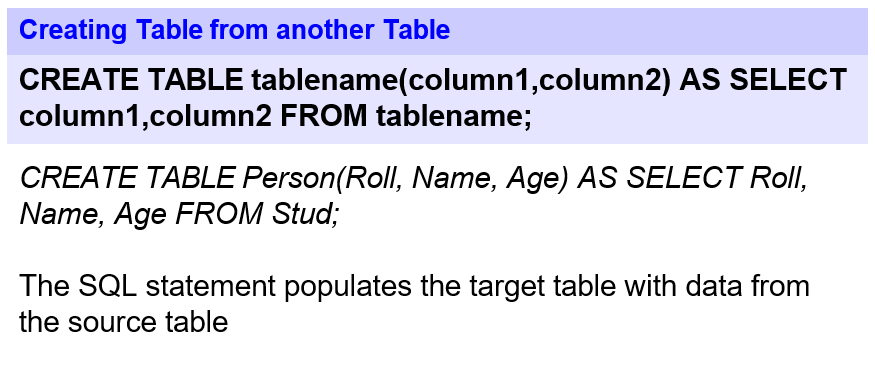 Creating Table from another Table
CREATE TABLE tablename(column1,column2) AS SELECT
column1,column2 FROM tablename;
CREATE TABLE Person(Roll, Name, Age) AS SELECT Roll,
Name, Age FROM Stud;
The SQL statement populates the target table with data from
the source table